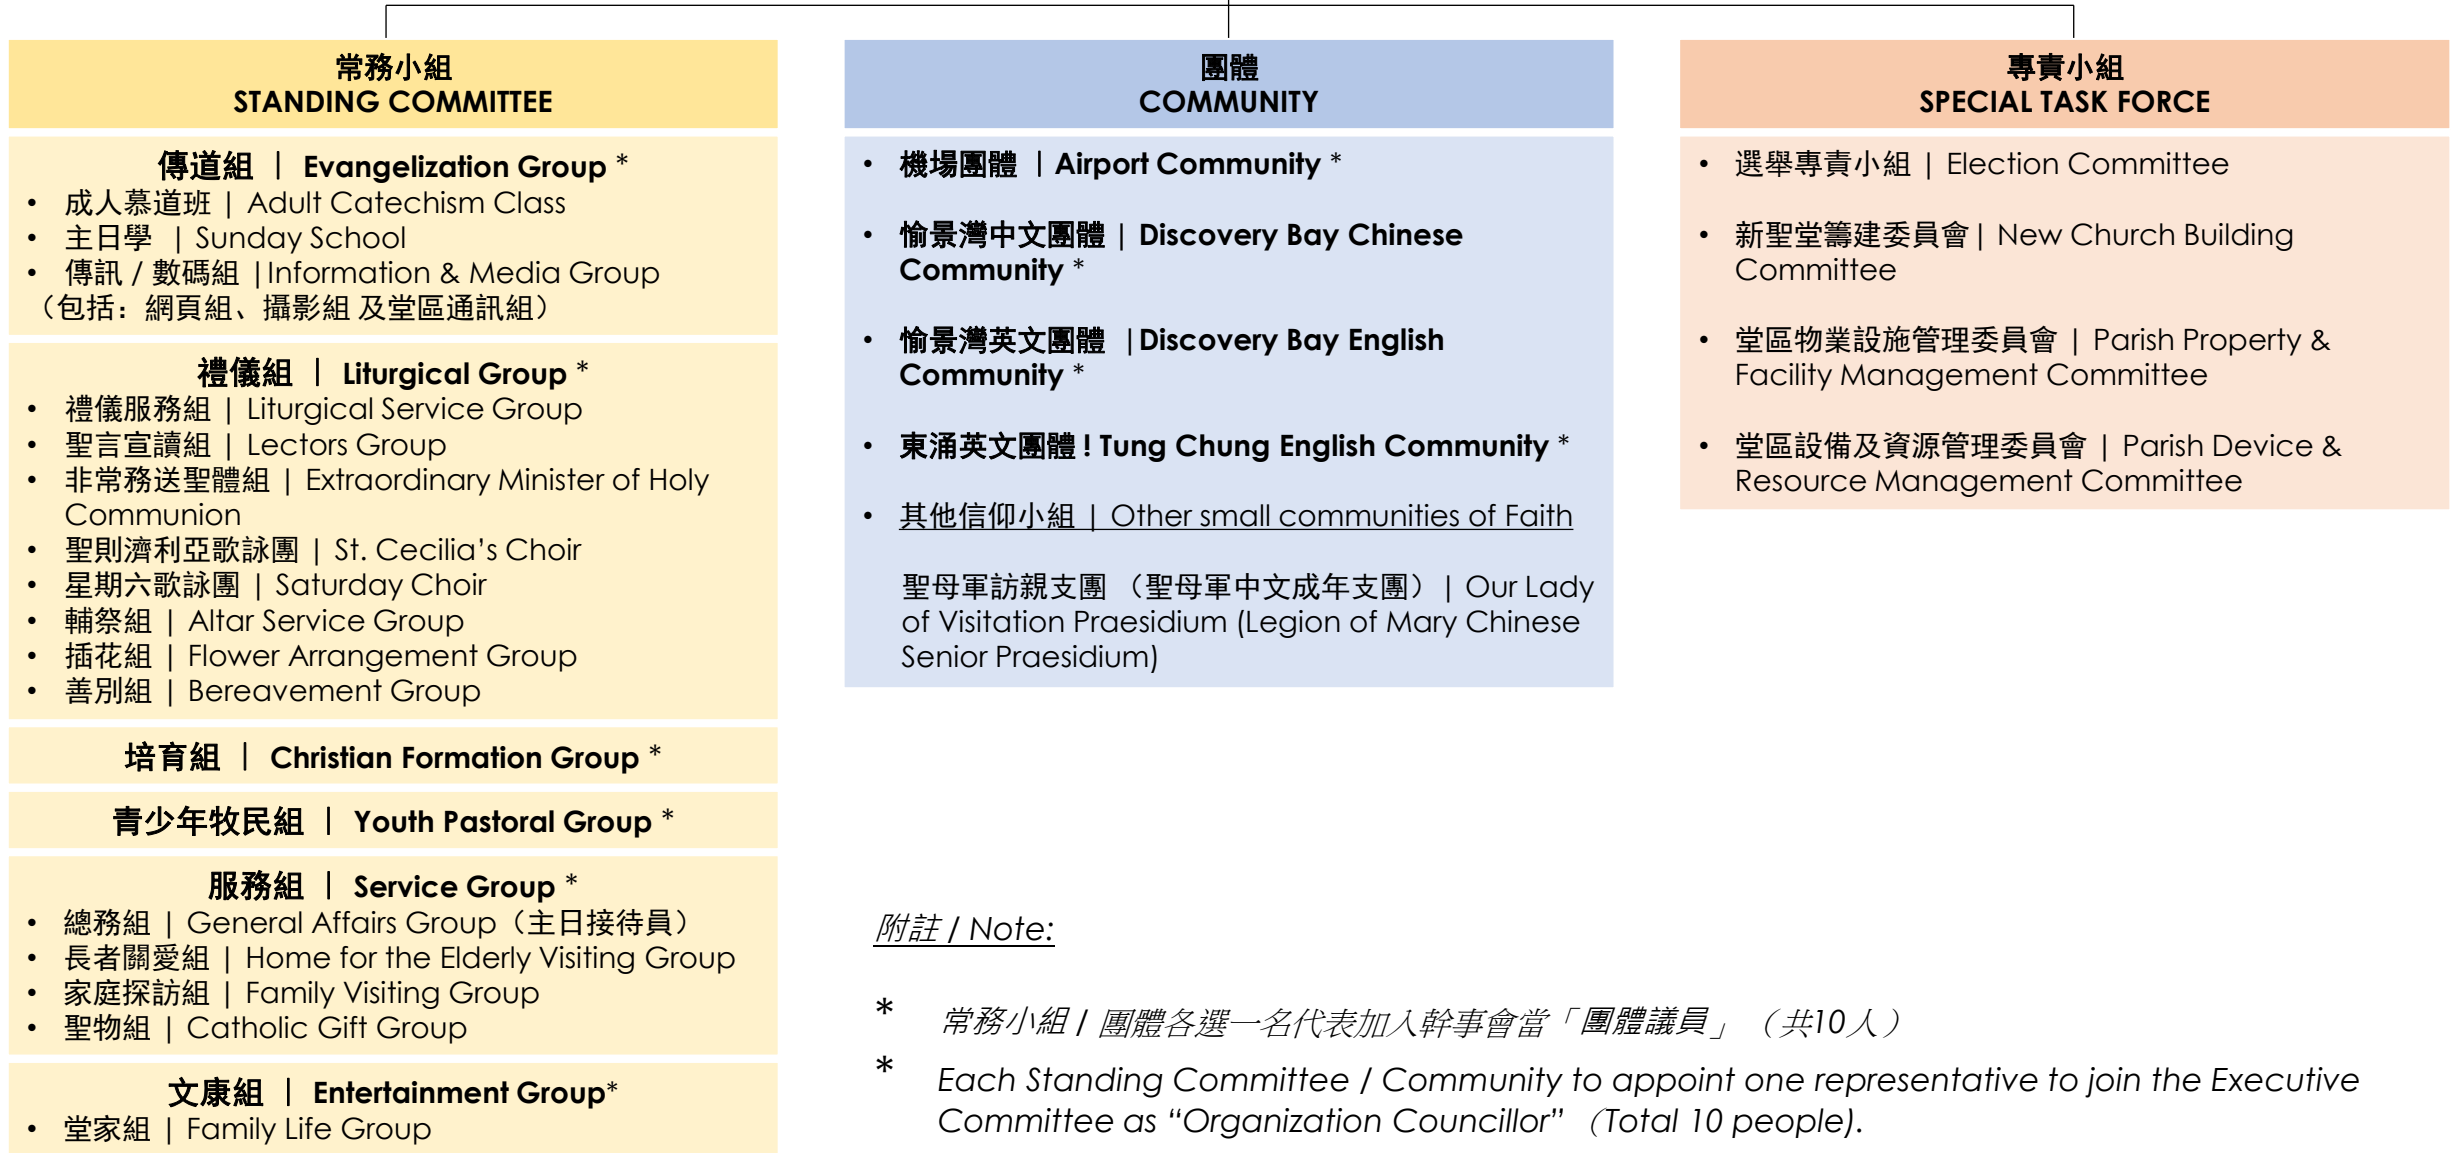 常務小組
STANDING COMMITTEE
傳道組 | Evangelization Group *
• 成人慕道班 | Adult Catechism Class
• 主日學 | Sunday School
• 傳訊 / 數碼組 |Information & Media Group
（包括：網頁組、攝影組 及堂區通訊組）
禮儀組 | Liturgical Group *
• 禮儀服務組 | Liturgical Service Group
• 聖言宣讀組 | Lectors Group
• 非常務送聖體組 | Extraordinary Minister of Holy
Communion
• 聖則濟利亞歌詠團 | St. Cecilia’s Choir
• 星期六歌詠團 | Saturday Choir
• 輔祭組 | Altar Service Group
• 插花組 | Flower Arrangement Group
• 善別組 | Bereavement Group
培育組 | Christian Formation Group *
青少年牧民組 | Youth Pastoral Group *
服務組 | Service Group *
• 總務組 | General Affairs Group（主日接待員）
• 長者關愛組 | Home for the Elderly Visiting Group
• 家庭探訪組 | Family Visiting Group
• 聖物組 | Catholic Gift Group
文康組 | Entertainment Group*
• 堂家組 | Family Life Group
團體
COMMUNITY
• 機場團體 | Airport Community *
• 愉景灣中文團體 | Discovery Bay Chinese
Community *
• 愉景灣英文團體 |Discovery Bay English
Community *
• 東涌英文團體 ! Tung Chung English Community *
• 其他信仰小組 | Other small communities of Faith
聖母軍訪親支團 （聖母軍中文成年支團） | Our Lady
of Visitation Praesidium (Legion of Mary Chinese
Senior Praesidium)
專責小組
SPECIAL TASK FORCE
• 選舉專責小組 | Election Committee
• 新聖堂籌建委員會| New Church Building
Committee
• 堂區物業設施管理委員會 | Parish Property &
Facility Management Committee
• 堂區設備及資源管理委員會 | Parish Device &
Resource Management Committee
附註 / Note:
* 常務小組 / 團體各選一名代表加入幹事會當「團體議員」（共10人）
* Each Standing Committee / Community to appoint one representative to join the Executive
Committee as “Organization Councillor”（Total 10 people).